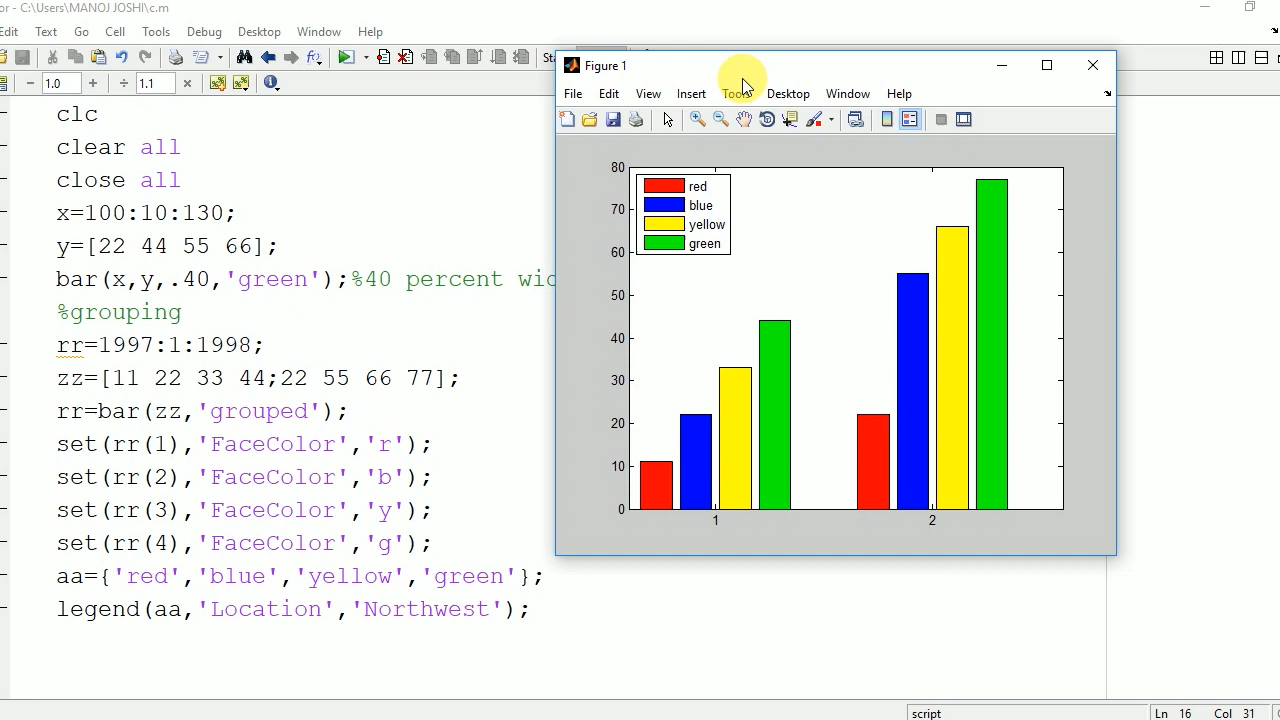 or - C:\Users\MANOJ JOSHI\c.m
Edit Text Go Cell Tools Debug Desktop Window Help
1.0
1.1
clc
clear all
close all
x=100:10:130;
y=[22 44 55 66];
bar(x,y,.40,'green');%40 percent
%grouping
rr=1997:1:1998;
zz=[11 22 33 44;22 55 66 77];
rr=bar(zz,'grouped');
set(rr(1),'FaceColor','r');
set(rr(2),'FaceColor','b');
set(rr(3),'FaceColor','y');
set(rr(4),'FaceColor','g');
aa={'red','blue','yellow','green'};
legend(aa,'Location','Northwest');
Figure 1
File Edit View Insert Tools Desktop Window Help
80
70
60
50
40
30
20
10
0
red
blue
yellow
green
1 2
script Ln 16 Col 31